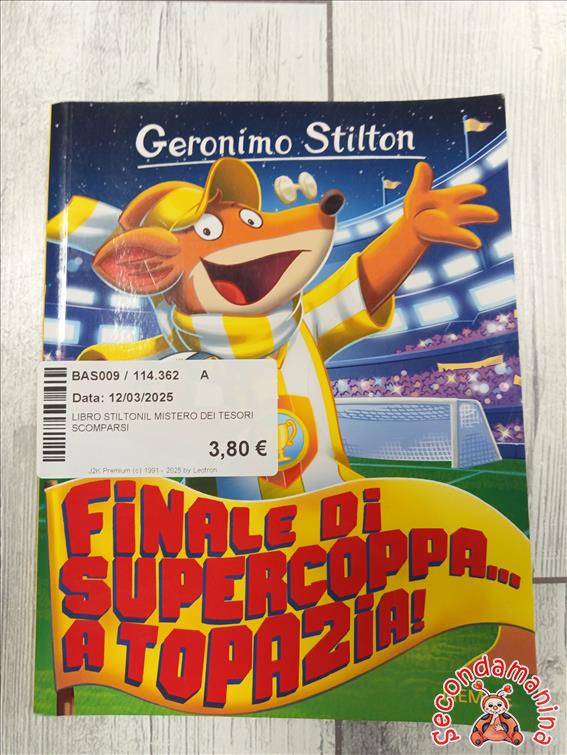 Geronimo Stilton
BAS009 / 114.362 A
Data: 12/03/2025
LIBRO STILTONIL MISTERO DEI TESORI
SCOMPARSI
3,80 €
J2K Premium (c) 1991 - 2025 by Leotron
FiNALE Di
SUPERCOPPA...
A TOPAZiA!
secondamanina